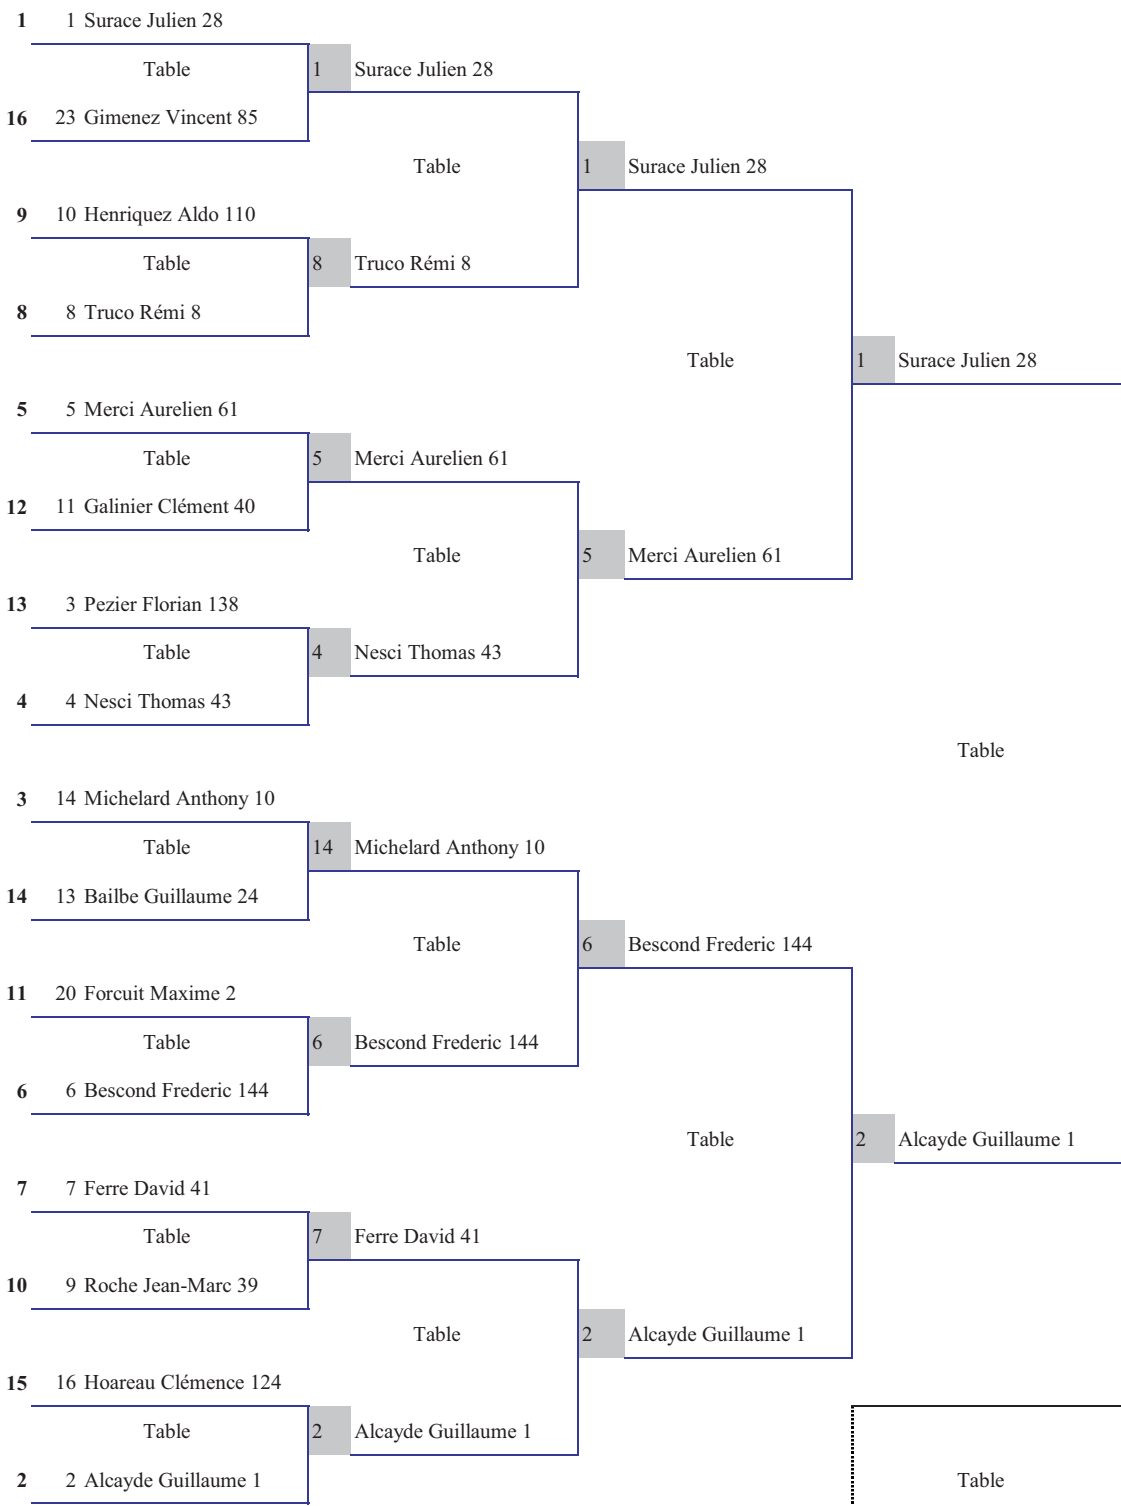 1 1 Surace Julien 28
Table 1 Surace Julien 28
16 23 Gimenez Vincent 85
Table 1 Surace Julien 28
9 10 Henriquez Aldo 110
Table 8 Truco Rémi 8
8 8 Truco Rémi 8
Table 1 Surace Julien 28
5 5 Merci Aurelien 61
Table 5 Merci Aurelien 61
12 11 Galinier Clément 40
Table 5 Merci Aurelien 61
13 3 Pezier Florian 138
Table 4 Nesci Thomas 43
4 4 Nesci Thomas 43
Table
3 14 Michelard Anthony 10
Table 14 Michelard Anthony 10
14 13 Bailbe Guillaume 24
Table 6 Bescond Frederic 144
11 20 Forcuit Maxime 2
Table 6 Bescond Frederic 144
6 6 Bescond Frederic 144
Table 2 Alcayde Guillaume 1
7 7 Ferre David 41
Table 7 Ferre David 41
10 9 Roche Jean-Marc 39
Table 2 Alcayde Guillaume 1
15 16 Hoareau Clémence 124
Table 2 Alcayde Guillaume 1
2 2 Alcayde Guillaume 1 Table